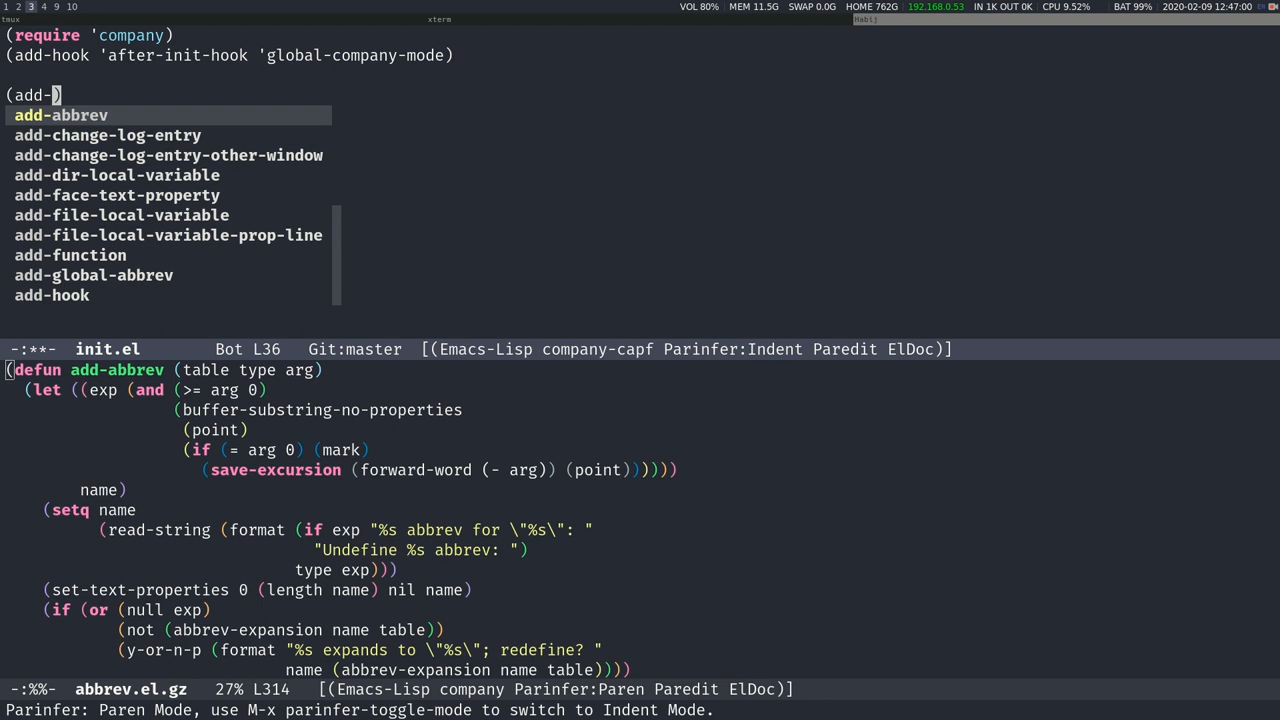 1 2 3 4 9 10 VOL 80% MEM 11.5G SWAP 0.0G HOME 762G 192.168.0.53 IN 1K OUT 0K CPU 9.52% BAT 99% 2020-02-09 12:47:00 EN
tmux xterm Habij
(require 'company)
(add-hook 'after-init-hook 'global-company-mode)
(add-)
add-abbrev
add-change-log-entry
add-change-log-entry-other-window
add-dir-local-variable
add-face-text-property
add-file-local-variable
add-file-local-variable-prop-line
add-function
add-global-abbrev
add-hook
-:**- init.el Bot L36 Git:master [(Emacs-Lisp company-capf Parinfer:Indent Paredit ElDoc)]
(defun add-abbrev (table type arg)
(let ((exp (and (>= arg 0)
(buffer-substring-no-properties
(point)
(if (= arg 0) (mark)
(save-excursion (forward-word (- arg)) (point))))))
name)
(setq name
(read-string (format (if exp "%s abbrev for \"%s\": "
"Undefine %s abbrev: ")
type exp)))
(set-text-properties 0 (length name) nil name)
(if (or (null exp)
(not (abbrev-expansion name table))
(y-or-n-p (format "%s expands to \"%s\"; redefine? "
name (abbrev-expansion name table))))
-:%%- abbrev.el.gz 27% L314 [(Emacs-Lisp company Parinfer:Paren Paredit ElDoc)]
Parinfer: Paren Mode, use M-x parinfer-toggle-mode to switch to Indent Mode.